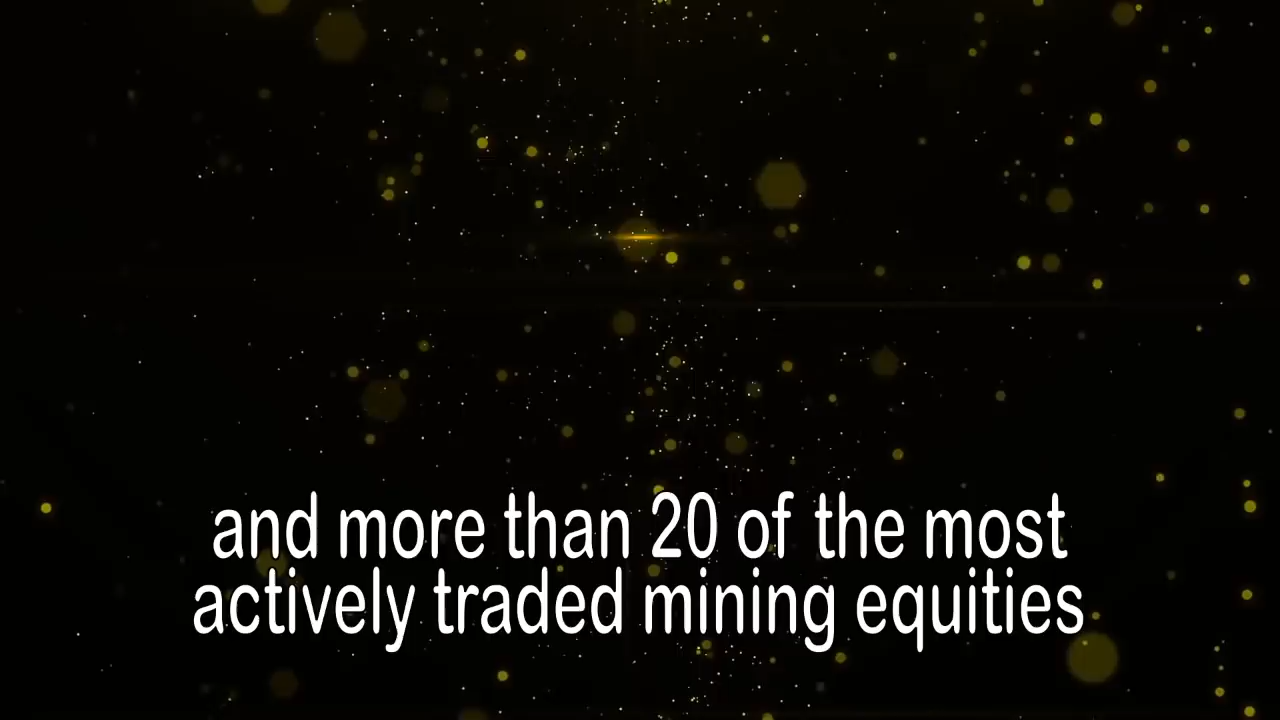 and more than 20 of the most
actively traded mining equities